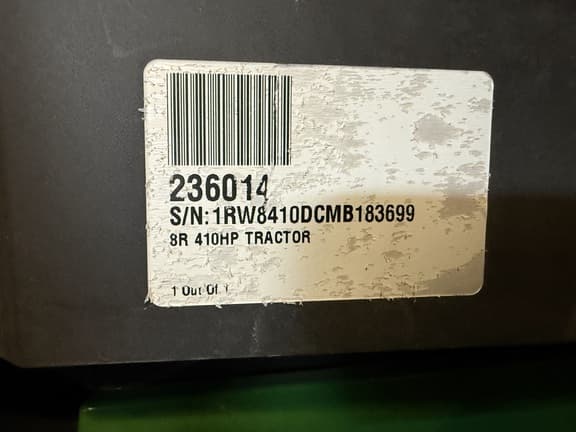 236014
S/N:1RW8410DCMB183699
8R 410HP TRACTOR
1 Out Of 1